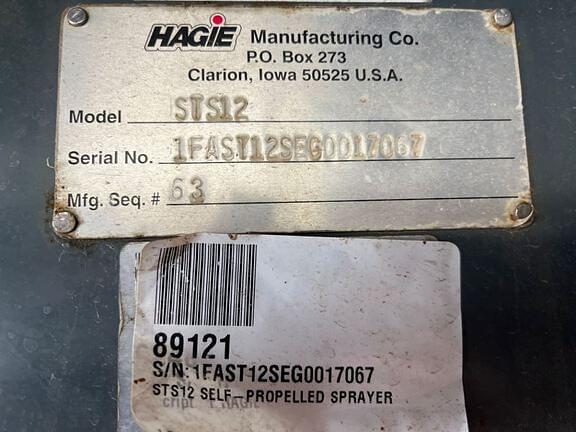 HAGIE Manufacturing Co.
P.O. Box 273
Clarion, Iowa 50525 U.S.A.
Model STS12
Serial No. 1FAST12SEG0017067
Mfg. Seq. # 63
89121
S/N:1FAST12SEG0017067
STS12 SELF-PROPELLED SPRAYER